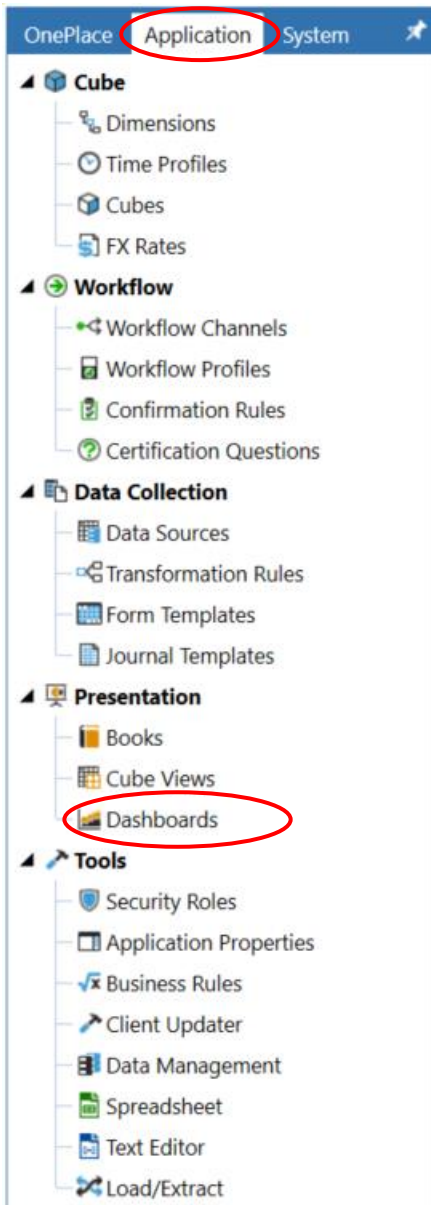 OnePlace Application System
Cube
Dimensions
Time Profiles
Cubes
FX Rates
Workflow
Workflow Channels
Workflow Profiles
Confirmation Rules
Certification Questions
Data Collection
Data Sources
Transformation Rules
Form Templates
Journal Templates
Presentation
Books
Cube Views
Dashboards
Tools
Security Roles
Application Properties
Business Rules
Client Updater
Data Management
Spreadsheet
Text Editor
Load/Extract